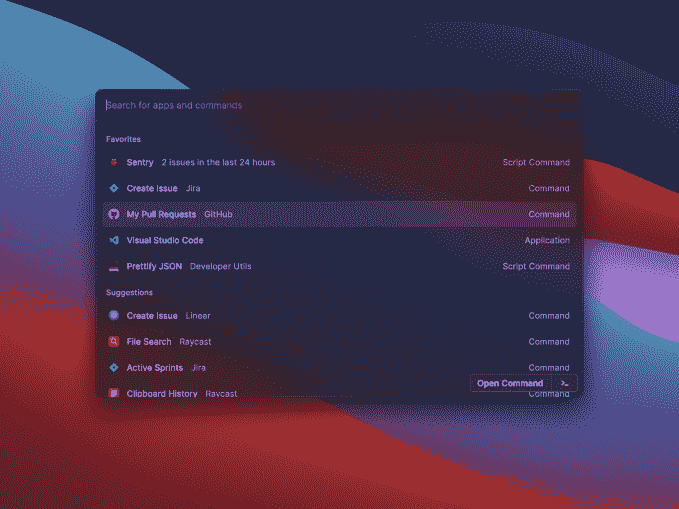 Search for apps and commands
Favorites
Sentry 2 issues in the last 24 hours Script Command
Create Issue Jira Command
My Pull Requests GitHub Command
Visual Studio Code Application
Prettify JSON Developer Utils Script Command
Suggestions
Create Issue Linear Command
File Search Raycast Command
Active Sprints Jira Command
Open Command
Clipboard History Raycast Command